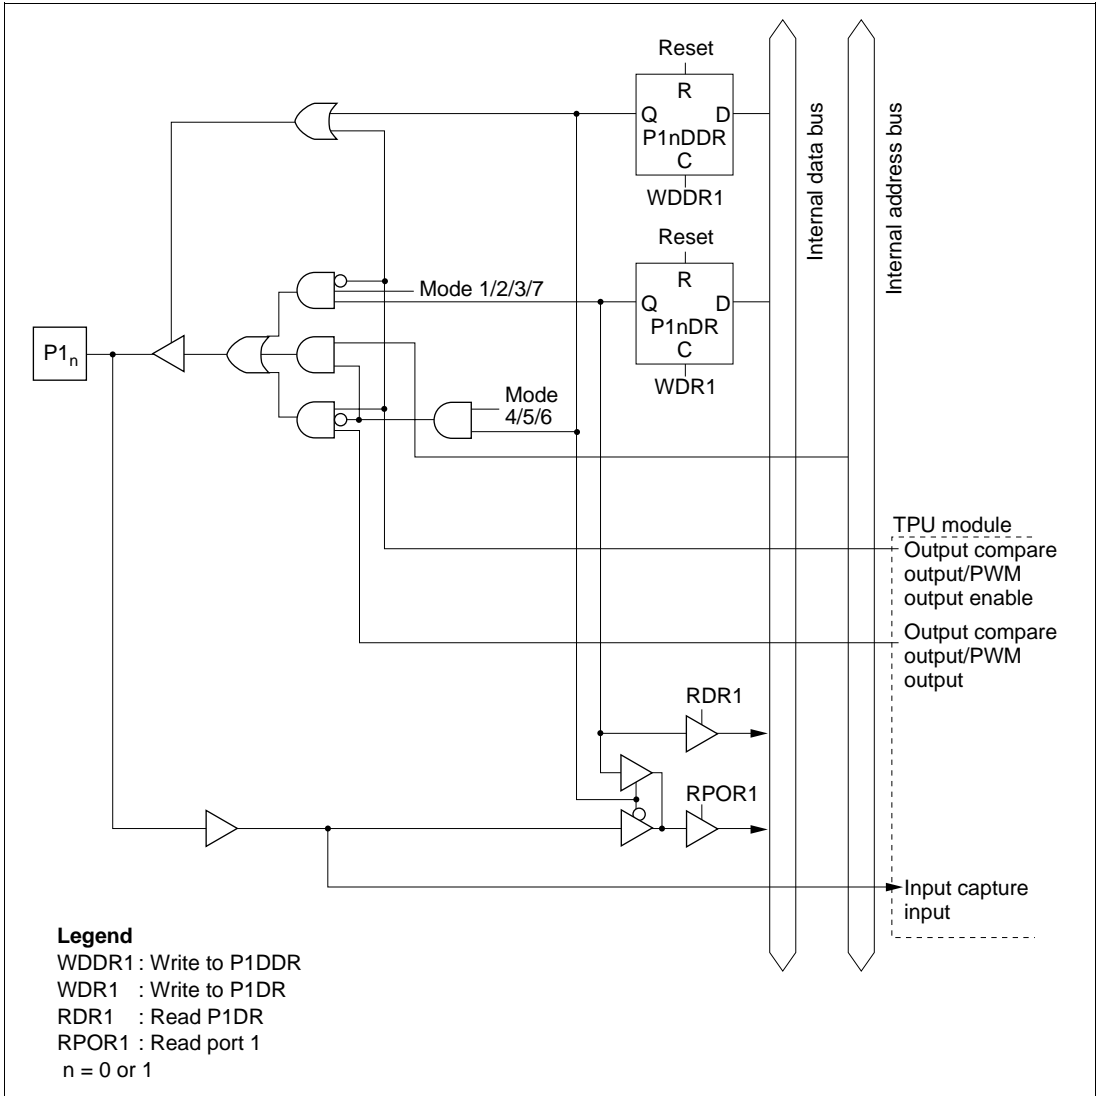 Reset
R
Q D
P1nDDR
C
WDDR1
Internal data bus
Internal address bus
Reset
R
Q D
P1nDR
C
WDR1
Mode 1/2/3/7
P1n
Mode
4/5/6
TPU module
Output compare
output/PWM
output enable
Output compare
output/PWM
output
RDR1
RPOR1
Input capture
input
Legend
WDDR1 : Write to P1DDR
WDR1 : Write to P1DR
RDR1 : Read P1DR
RPOR1 : Read port 1
n = 0 or 1